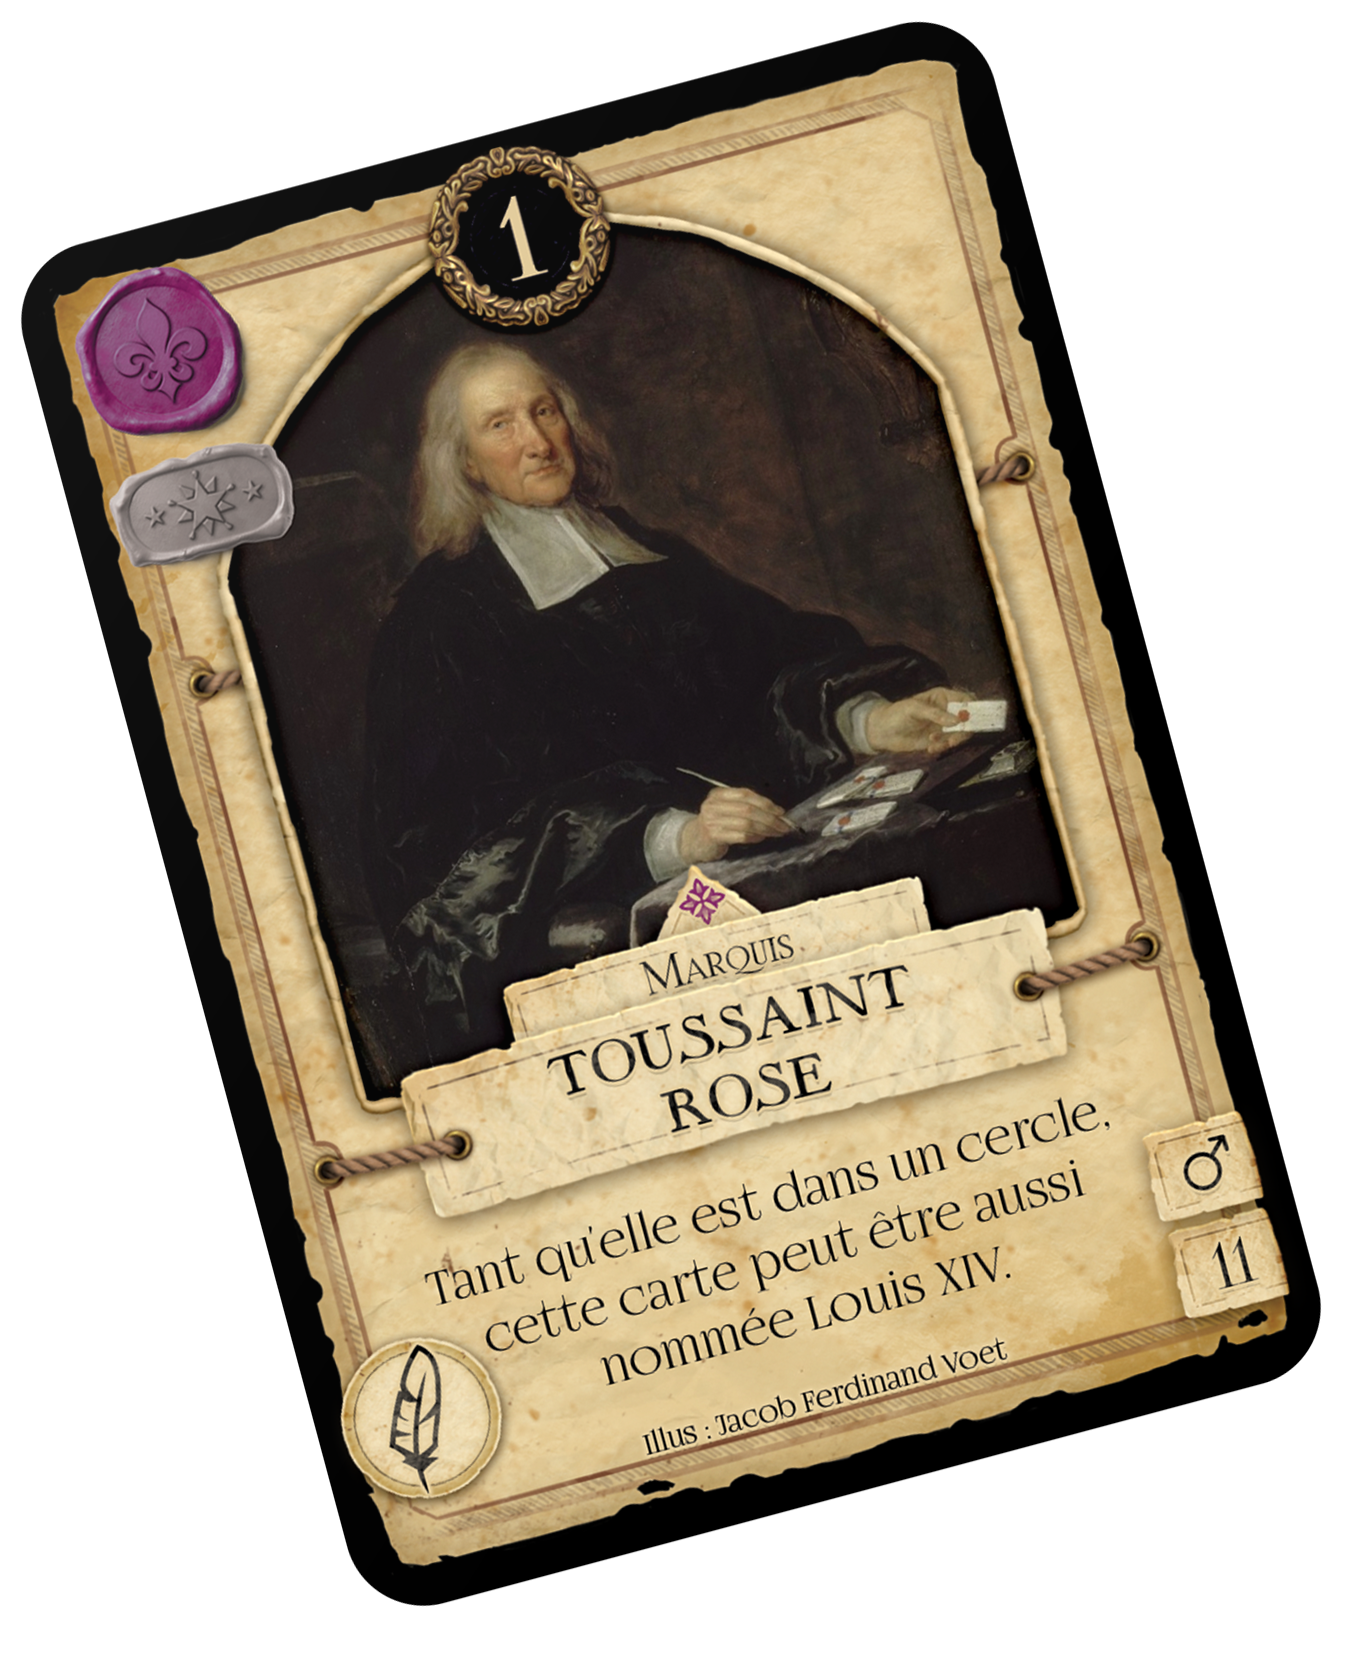 1
MARQUIS
TOUSSAINT
ROSE
Tant qu'elle est dans un cercle,
cette carte peut être aussi
nommée Louis XIV.
Illus : Jacob Ferdinand Voet
♂
11